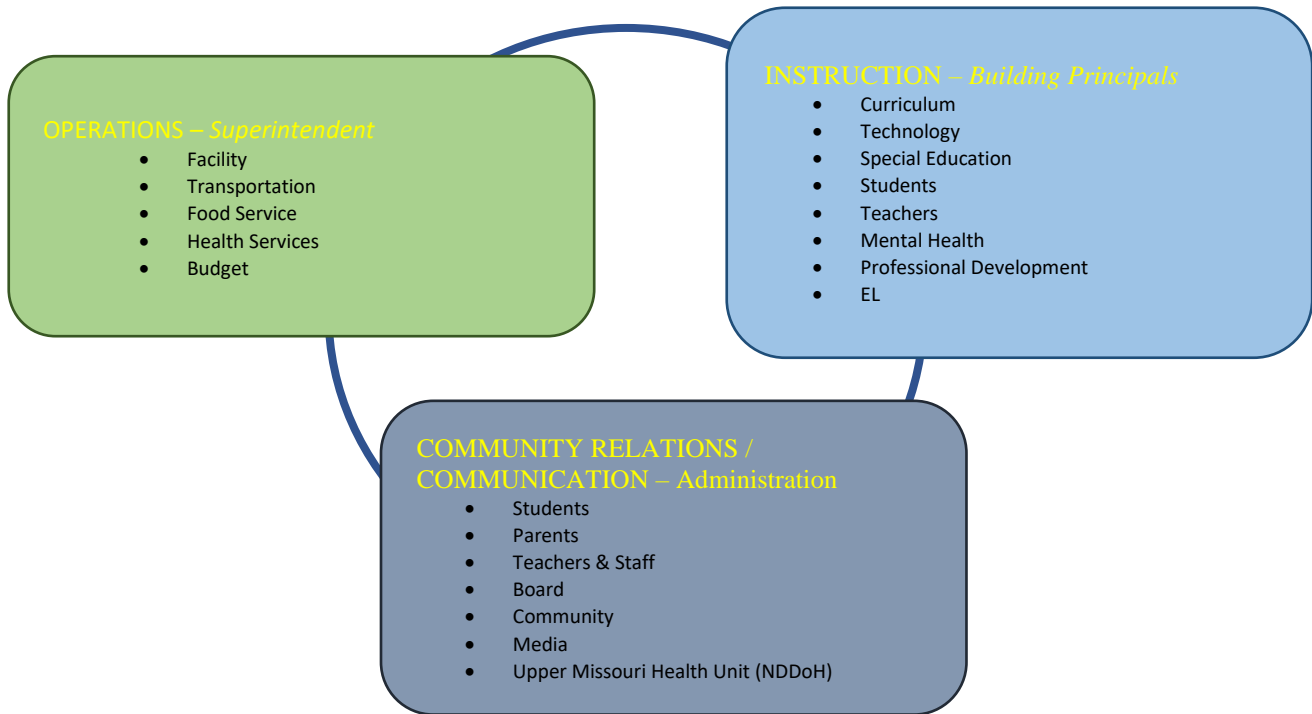 OPERATIONS – Superintendent
• Facility
• Transportation
• Food Service
• Health Services
• Budget
INSTRUCTION – Building Principals
• Curriculum
• Technology
• Special Education
• Students
• Teachers
• Mental Health
• Professional Development
• EL
COMMUNITY RELATIONS /
COMMUNICATION – Administration
• Students
• Parents
• Teachers & Staff
• Board
• Community
• Media
• Upper Missouri Health Unit (NDDoH)